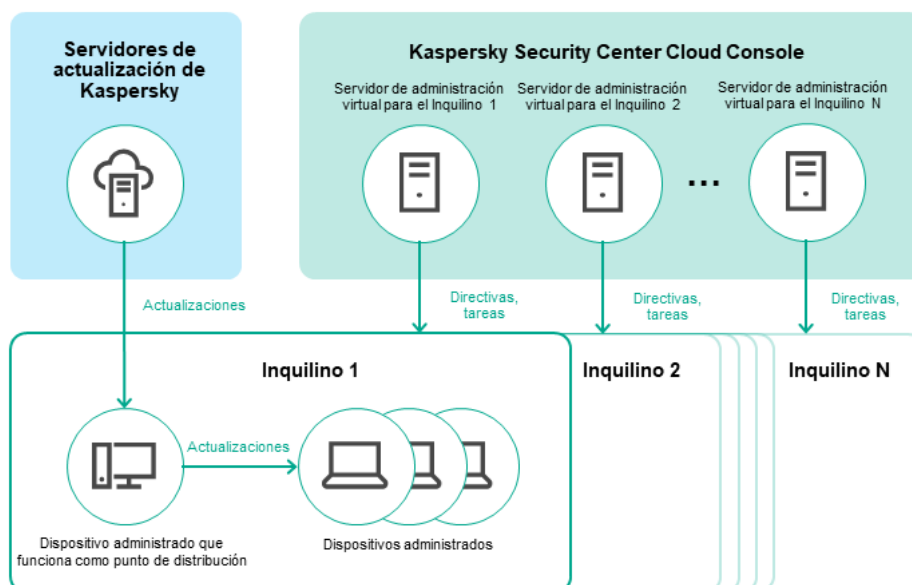 Servidores de
actualización de
Kaspersky
Kaspersky Security Center Cloud Console
Servidor de administración
virtual para el Inquilino 1
Servidor de administración
virtual para el Inquilino 2
Servidor de administración
virtual para el Inquilino N
...
Actualizaciones
Directivas,
tareas
Directivas,
tareas
Directivas,
tareas
Inquilino 1
Inquilino 2
Inquilino N
Actualizaciones
Dispositivo administrado que
funciona como punto de distribución
Dispositivos administrados